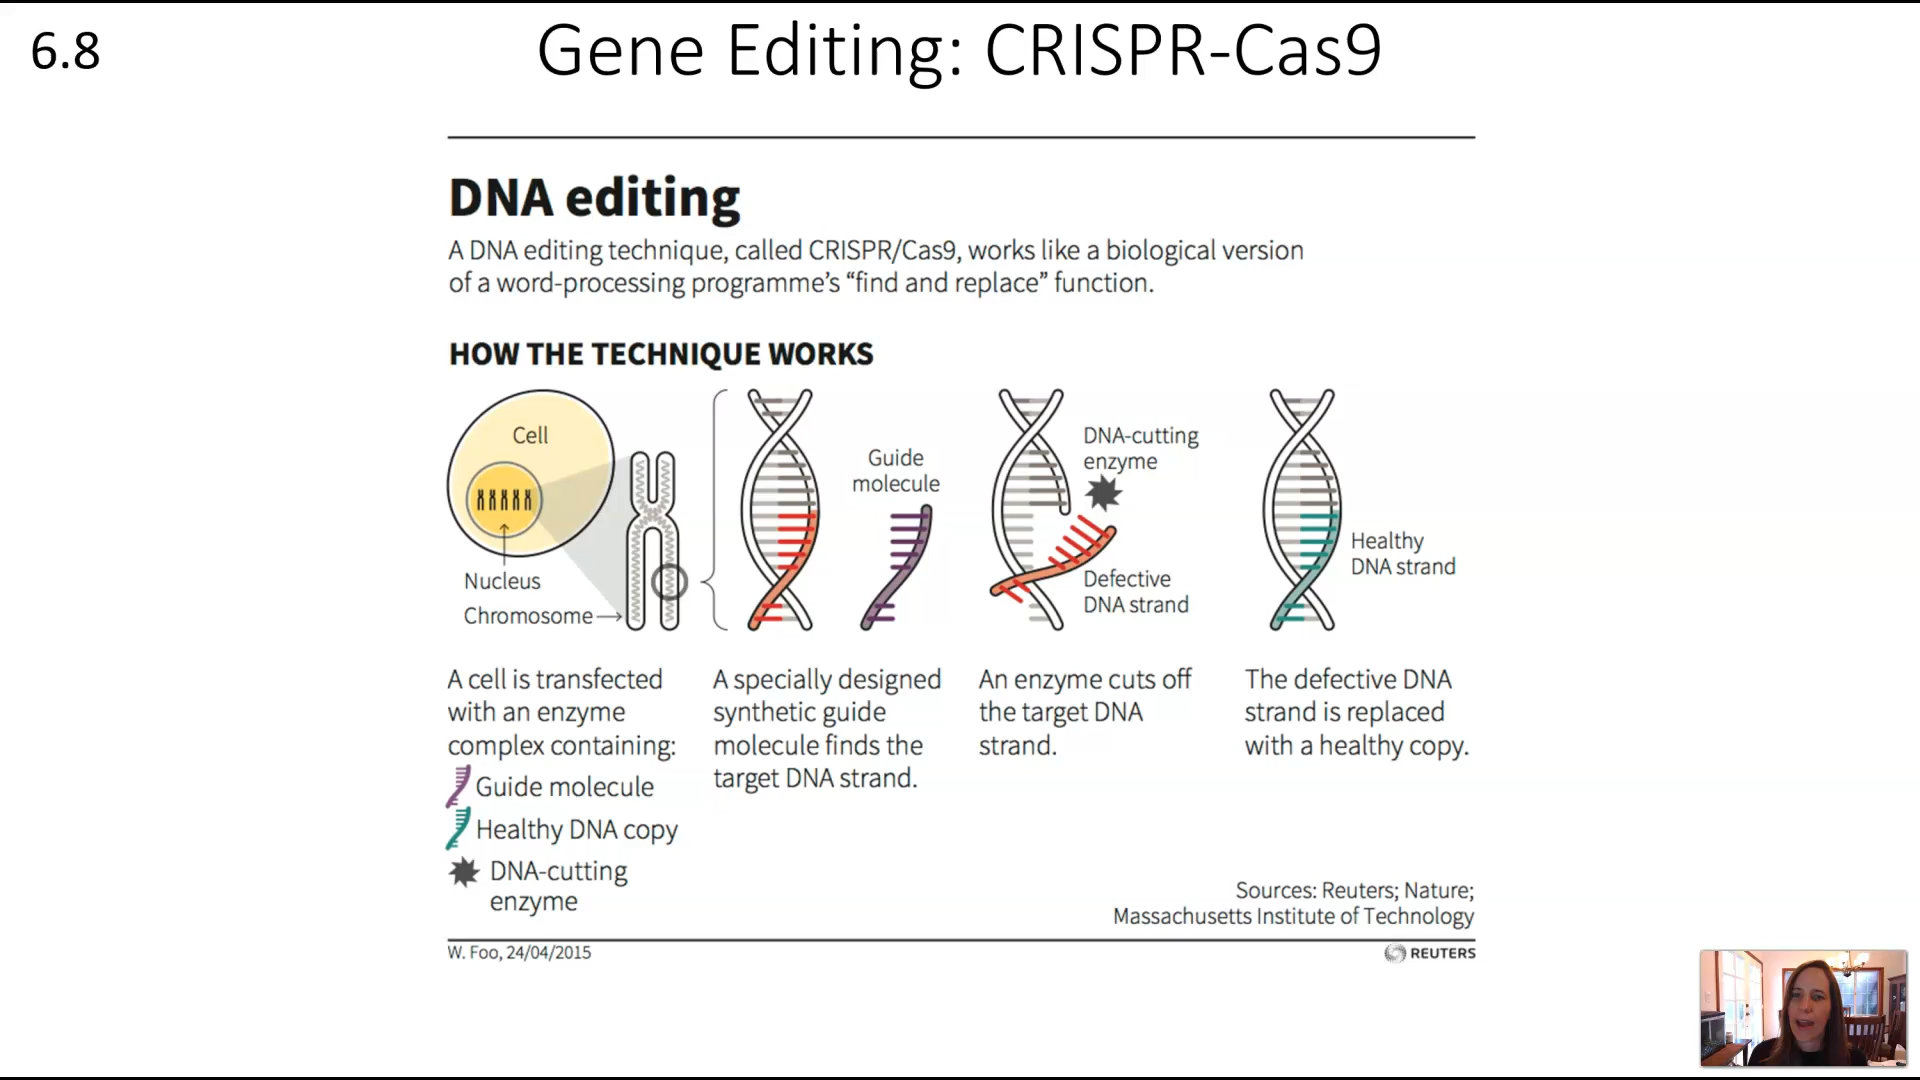 6.8
Gene Editing: CRISPR-Cas9
DNA editing
A DNA editing technique, called CRISPR/Cas9, works like a biological version
of a word-processing programme’s “find and replace” function.
HOW THE TECHNIQUE WORKS
Cell
Nucleus
Chromosome
Guide
molecule
DNA-cutting
enzyme
Defective
DNA strand
Healthy
DNA strand
A cell is transfected
with an enzyme
complex containing:
Guide molecule
Healthy DNA copy
DNA-cutting
enzyme
A specially designed
synthetic guide
molecule finds the
target DNA strand.
An enzyme cuts off
the target DNA
strand.
The defective DNA
strand is replaced
with a healthy copy.
Sources: Reuters; Nature;
Massachusetts Institute of Technology
W. Foo, 24/04/2015
REUTERS